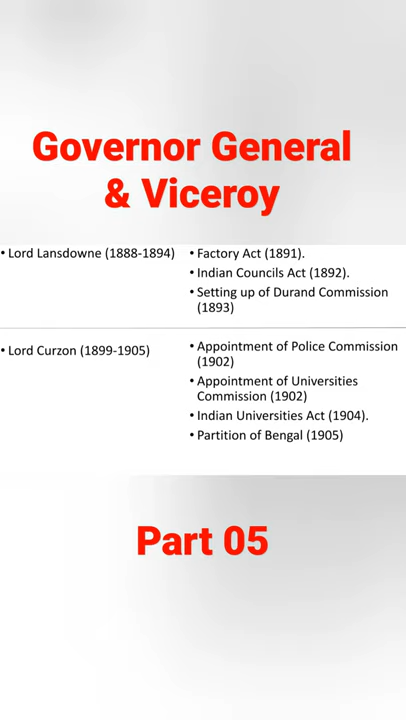 Governor General
& Viceroy
• Lord Lansdowne (1888-1894)
• Factory Act (1891).
• Indian Councils Act (1892).
• Setting up of Durand Commission
(1893)
• Lord Curzon (1899-1905)
• Appointment of Police Commission
(1902)
• Appointment of Universities
Commission (1902)
• Indian Universities Act (1904).
• Partition of Bengal (1905)
Part 05